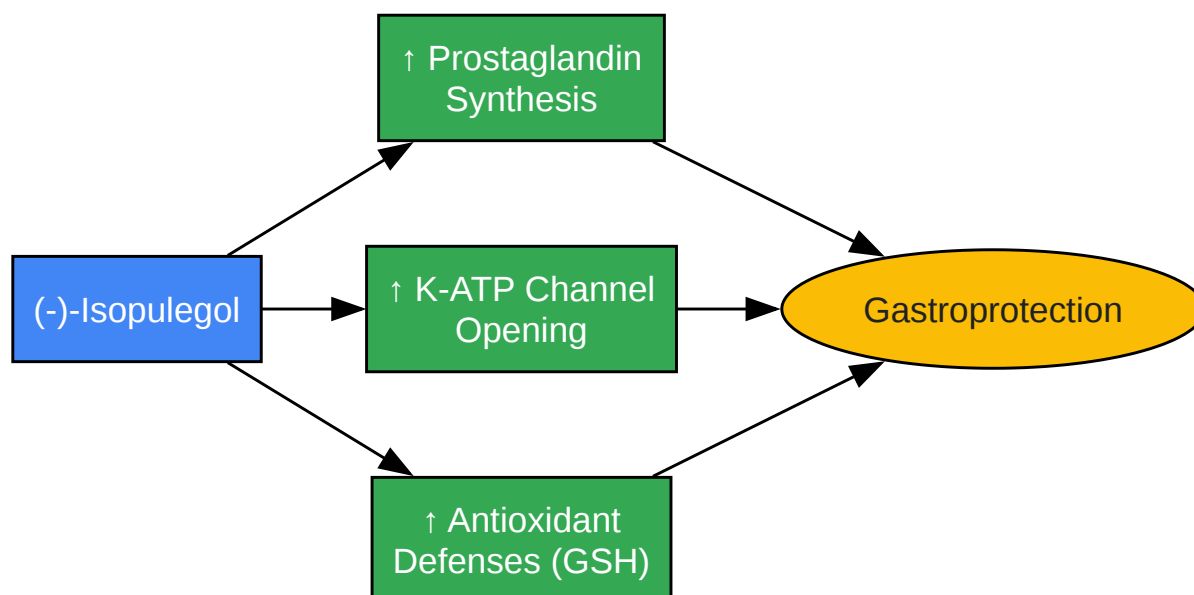 ↑ Prostaglandin
Synthesis
(-)-Isopulegol
↑ K-ATP Channel
Opening
Gastroprotection
↑ Antioxidant
Defenses (GSH)